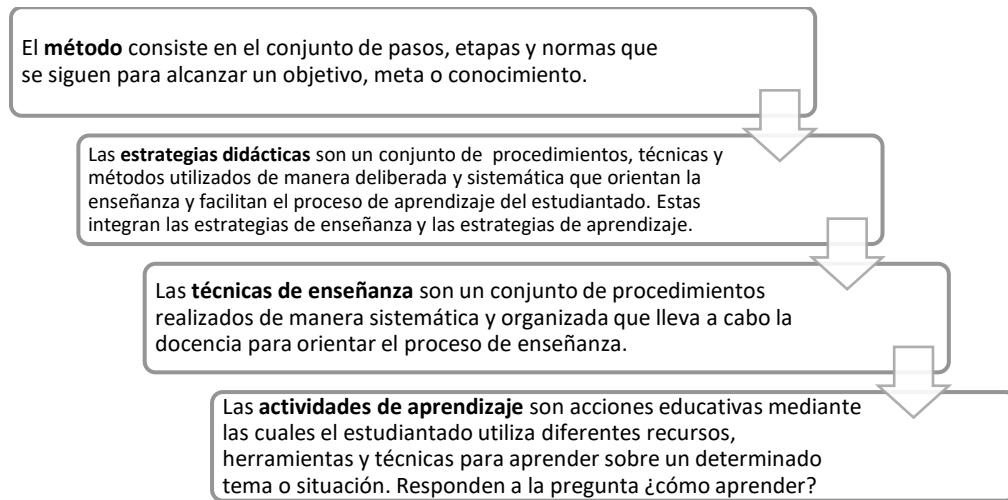 El método consiste en el conjunto de pasos, etapas y normas que
se siguen para alcanzar un objetivo, meta o conocimiento.
Las estrategias didácticas son un conjunto de procedimientos, técnicas y
métodos utilizados de manera deliberada y sistemática que orientan la
enseñanza y facilitan el proceso de aprendizaje del estudiantado. Estas
integran las estrategias de enseñanza y las estrategias de aprendizaje.
Las técnicas de enseñanza son un conjunto de procedimientos
realizados de manera sistemática y organizada que lleva a cabo la
docencia para orientar el proceso de enseñanza.
Las actividades de aprendizaje son acciones educativas mediante
las cuales el estudiantado utiliza diferentes recursos,
herramientas y técnicas para aprender sobre un determinado
tema o situación. Responden a la pregunta ¿cómo aprender?